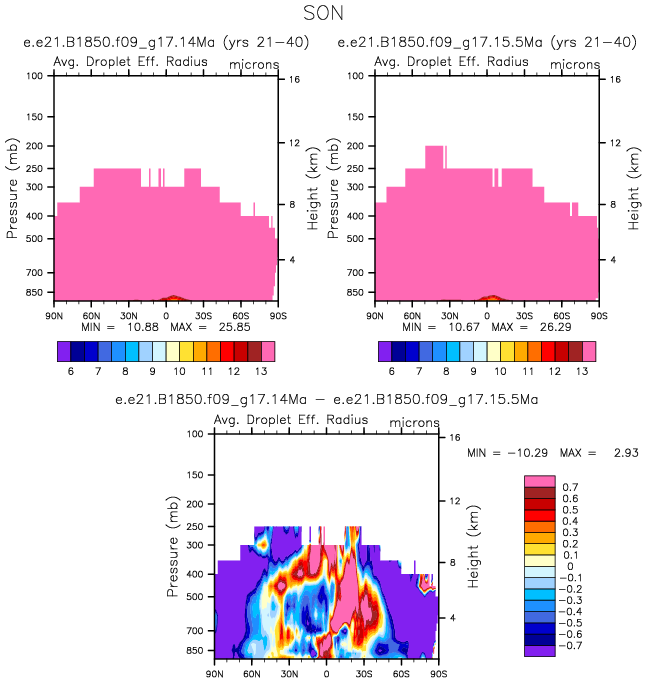 SON
e.e21.B1850.f09_g17.14Ma (yrs 21-40)
Avg. Droplet Eff. Radius microns
Pressure (mb)
100
150
200
250
300
400
500
700
850
16
12
8
4
Height (km)
90N 60N 30N 0 30S 60S 90S
MIN = 10.88 MAX = 25.85
6 7 8 9 10 11 12 13
e.e21.B1850.f09_g17.15.5Ma (yrs 21-40)
Avg. Droplet Eff. Radius microns
Pressure (mb)
100
150
200
250
300
400
500
700
850
16
12
8
4
Height (km)
90N 60N 30N 0 30S 60S 90S
MIN = 10.67 MAX = 26.29
6 7 8 9 10 11 12 13
e.e21.B1850.f09_g17.14Ma - e.e21.B1850.f09_g17.15.5Ma
Avg. Droplet Eff. Radius microns
Pressure (mb)
100
150
200
250
300
400
500
700
850
16
12
8
4
Height (km)
90N 60N 30N 0 30S 60S 90S
MIN = -10.29 MAX = 2.93
0.7
0.6
0.5
0.4
0.3
0.2
0.1
0
-0.1
-0.2
-0.3
-0.4
-0.5
-0.6
-0.7